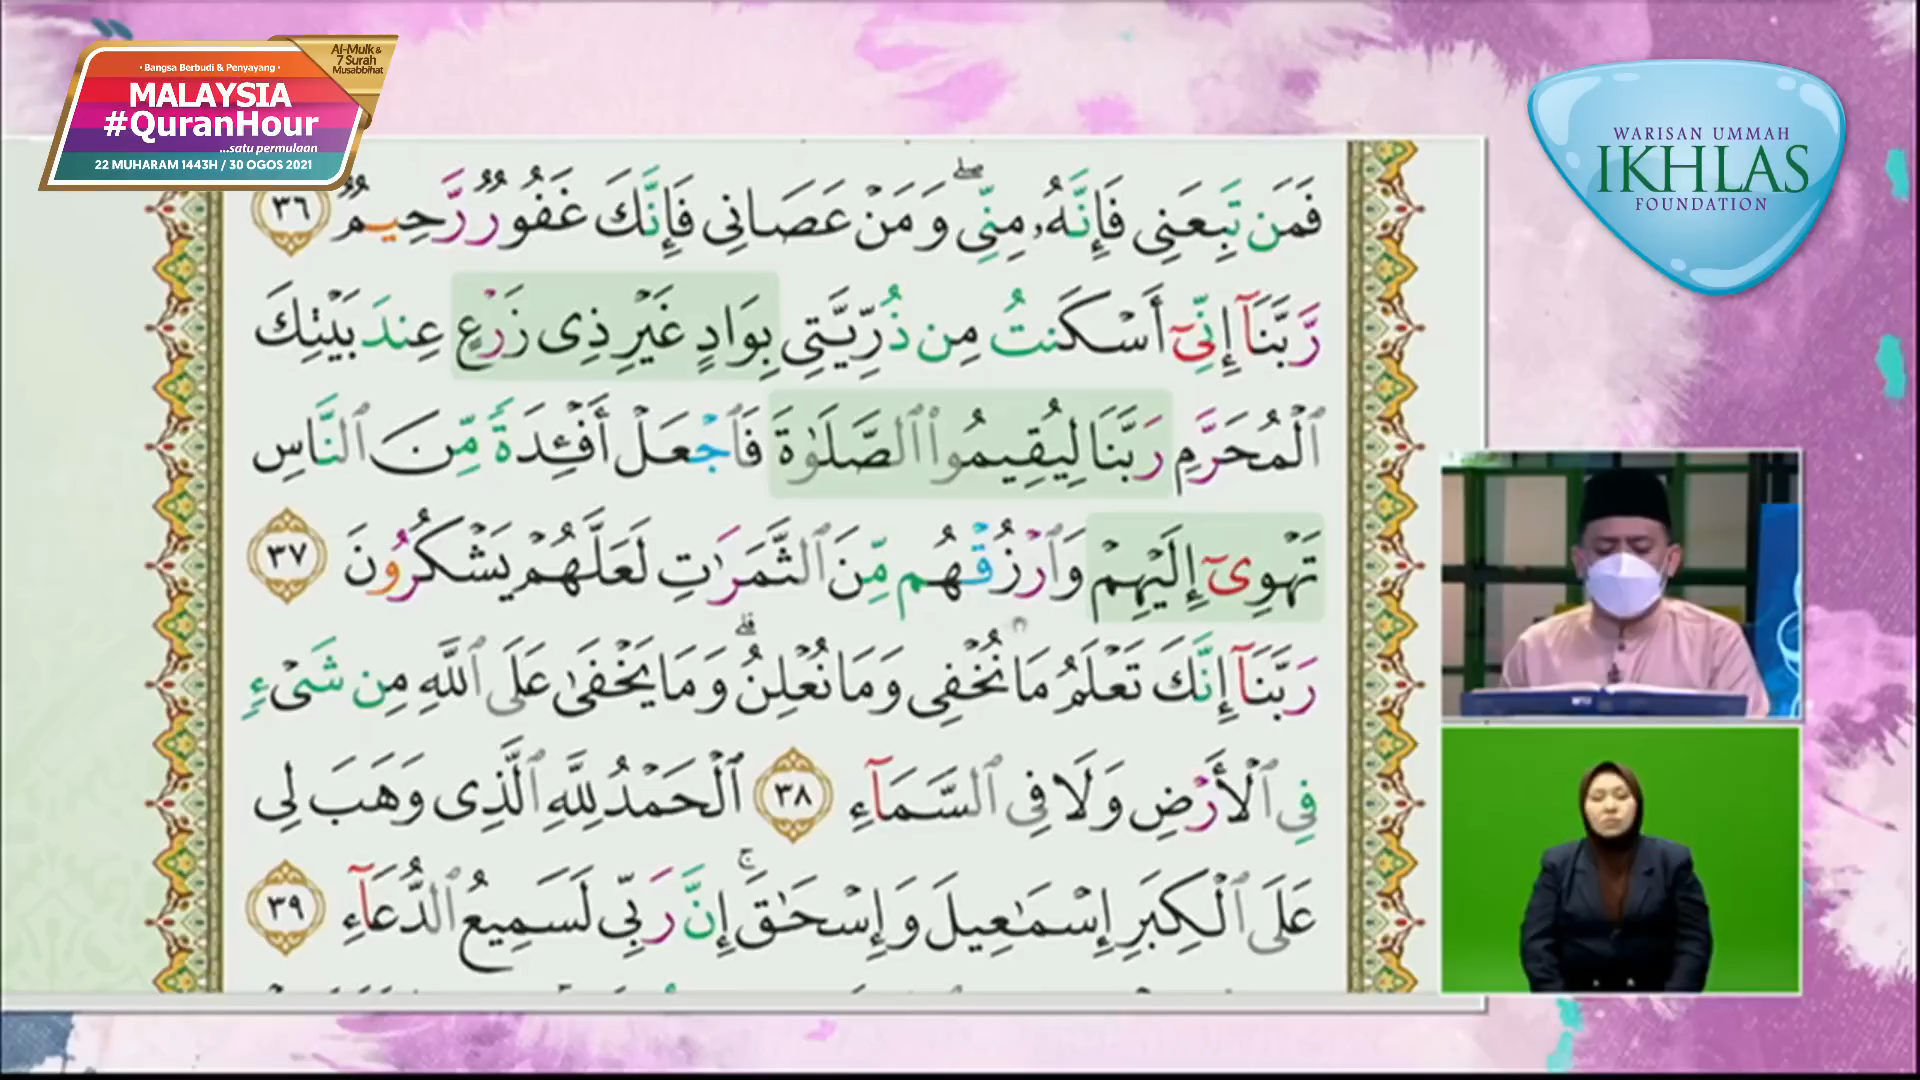 · Bangsa Berbudi & Penyayang ·
MALAYSIA
#QuranHour
...satu permulaan
22 MUHARAM 1443H / 30 OGOS 2021
Al-Mulk &
7 Surah
Musabbihat
WARISAN UMMAH
IKHLAS
FOUNDATION
فَمَن تَبِعَنِى فَإِنَّهُۥ مِنِّى ۖ وَمَنْ عَصَانِى فَإِنَّكَ غَفُورٌ رَّحِيمٌ ٣٦
رَّبَّنَآ إِنِّىٓ أَسْكَنتُ مِن ذُرِّيَّتِى بِوَادٍ غَيْرِ ذِى زَرْعٍ عِندَ بَيْتِكَ
ٱلْمُحَرَّمِ رَبَّنَا لِيُقِيمُوا۟ ٱلصَّلَوٰةَ فَٱجْعَلْ أَفْـِٔدَةً مِّنَ ٱلنَّاسِ
تَهْوِىٓ إِلَيْهِمْ وَٱرْزُقْهُم مِّنَ ٱلثَّمَرَٰتِ لَعَلَّهُمْ يَشْكُرُونَ ٣٧
رَبَّنَآ إِنَّكَ تَعْلَمُ مَا نُخْفِى وَمَا نُعْلِنُ ۗ وَمَا يَخْفَىٰ عَلَى ٱللَّهِ مِن شَىْءٍ
فِى ٱلْأَرْضِ وَلَا فِى ٱلسَّمَآءِ ٣٨ ٱلْحَمْدُ لِلَّهِ ٱلَّذِى وَهَبَ لِى
عَلَى ٱلْكِبَرِ إِسْمَٰعِيلَ وَإِسْحَٰقَ ۚ إِنَّ رَبِّى لَسَمِيعُ ٱلدُّعَآءِ ٣٩